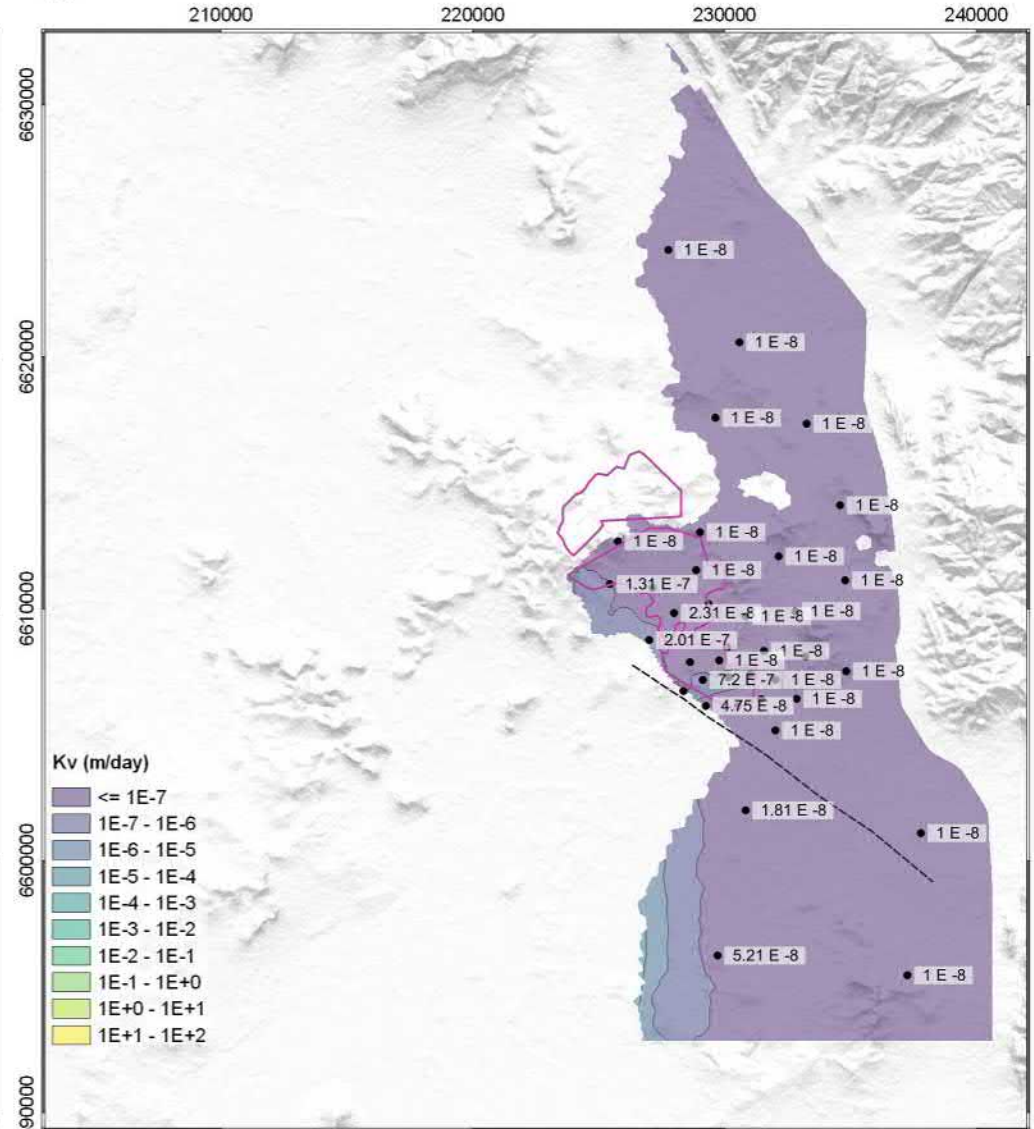 210000 220000 230000 240000
6630000
1 E -8
1 E -8
6620000
1 E -8
1 E -8
1 E -8
1 E -8
1 E -8
1 E -8
1 E -8
1 E -8
1.31 E -7
6610000
2.31 E -8
1 E -8
1 E -8
2.01 E -7
1 E -8
1 E -8
1 E -8
7.2 E -7
1 E -8
4.75 E -8
1 E -8
1 E -8
Kv (m/day)
<= 1E-7
1.81 E -8
1E-7 - 1E-6
1 E -8
1E-6 - 1E-5
6600000
1E-5 - 1E-4
1E-4 - 1E-3
1E-3 - 1E-2
1E-2 - 1E-1
5.21 E -8
1E-1 - 1E+0
1 E -8
1E+0 - 1E+1
1E+1 - 1E+2
90000